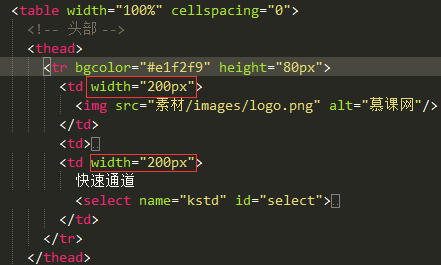 <table width="100%" cellspacing="0">
<!-- 头部 -->
<thead>
<tr bgcolor="#e1f2f9" height="80px">
<td width="200px">
<img src="素材/images/logo.png" alt="慕课网"/>
</td>
<td>
<td width="200px">
快速通道
<select name="kstd" id="select">
</td>
</tr>
</thead>